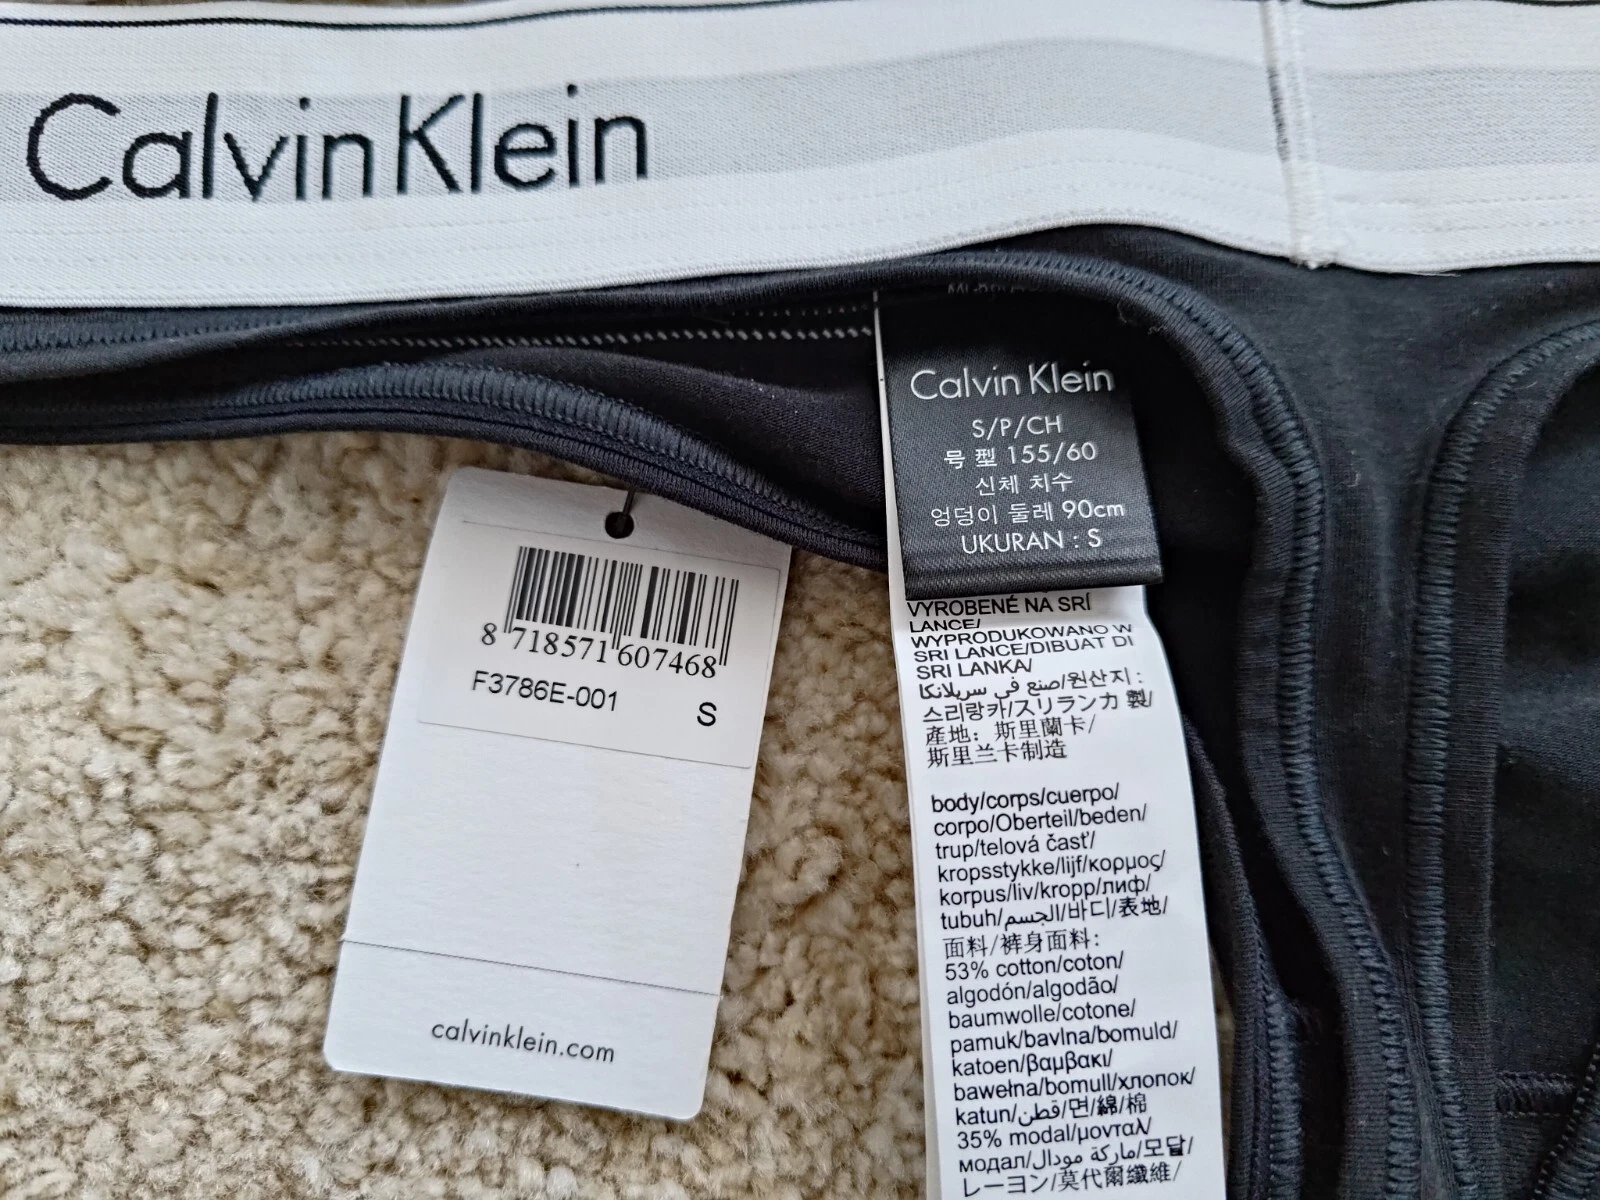 Calvin Klein
Calvin Klein
S/P/CH
号 型 155/60
신체 치수
엉덩이 둘레 90cm
UKURAN : S
8 718571 607468
F3786E-001
S
calvinklein.com
VYROBENÉ NA SRÍ
LANCE/
WYPRODUKOWANO W
SRI LANCE/DIBUAT DI
SRI LANKA/
صنع في سريلانكا/원산지 :
스리랑카/スリランカ 製/
產地：斯里蘭卡/
斯里兰卡制造
body/corps/cuerpo/
corpo/Oberteil/beden/
trup/telová časť/
kropsstykke/lijf/κορμος/
korpus/liv/kropp/лиф/
tubuh/الجسم/바디/表地/
面料/裤身面料:
53% cotton/coton/
algodón/algodão/
baumwolle/cotone/
pamuk/bavlna/bomuld/
katoen/βαμβακι/
bawełna/bomull/хлопок/
katun/قطن/면/綿/棉
35% modal/μονταλ/
модал/ماركة مودال/모달/
レーヨン/莫代爾纖維/